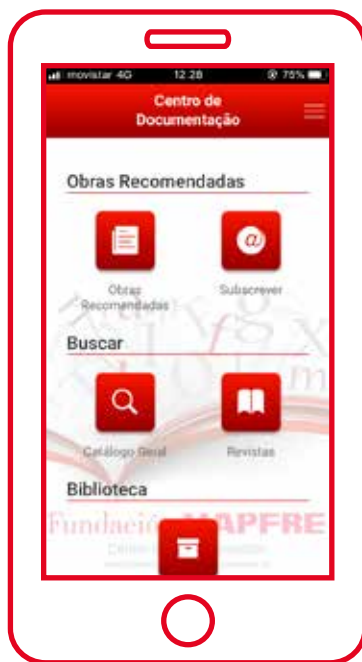 movistar 4G 12.28 @ 75%
Centro de
Documentação
Obras Recomendadas
Obras
Recomendadas
Subscrever
Buscar
Catálogo Geral
Revistas
Biblioteca
Fundación MAPFRE